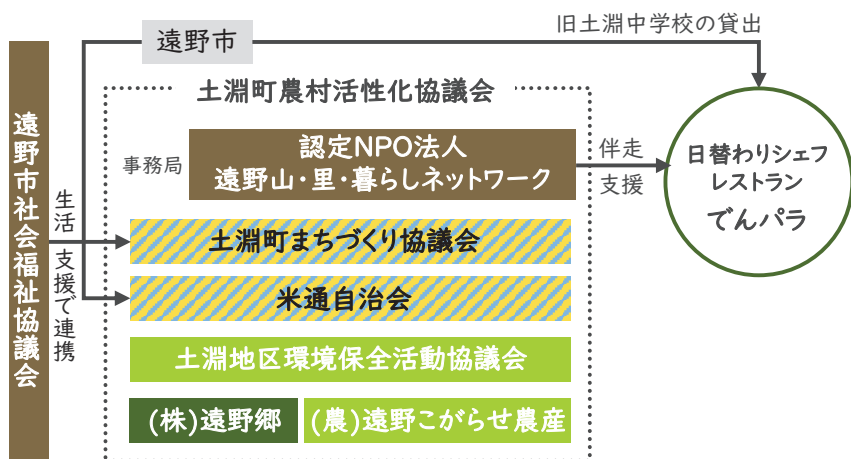 遠野市
旧土淵中学校の貸出
遠野市社会福祉協議会
生活
支援で連携
土淵町農村活性化協議会
事務局
認定NPO法人
遠野山・里・暮らしネットワーク
土淵町まちづくり協議会
米通自治会
土淵地区環境保全活動協議会
(株)遠野郷
(農)遠野こがらせ農産
伴走
支援
日替わりシェフ
レストラン
でんパラ